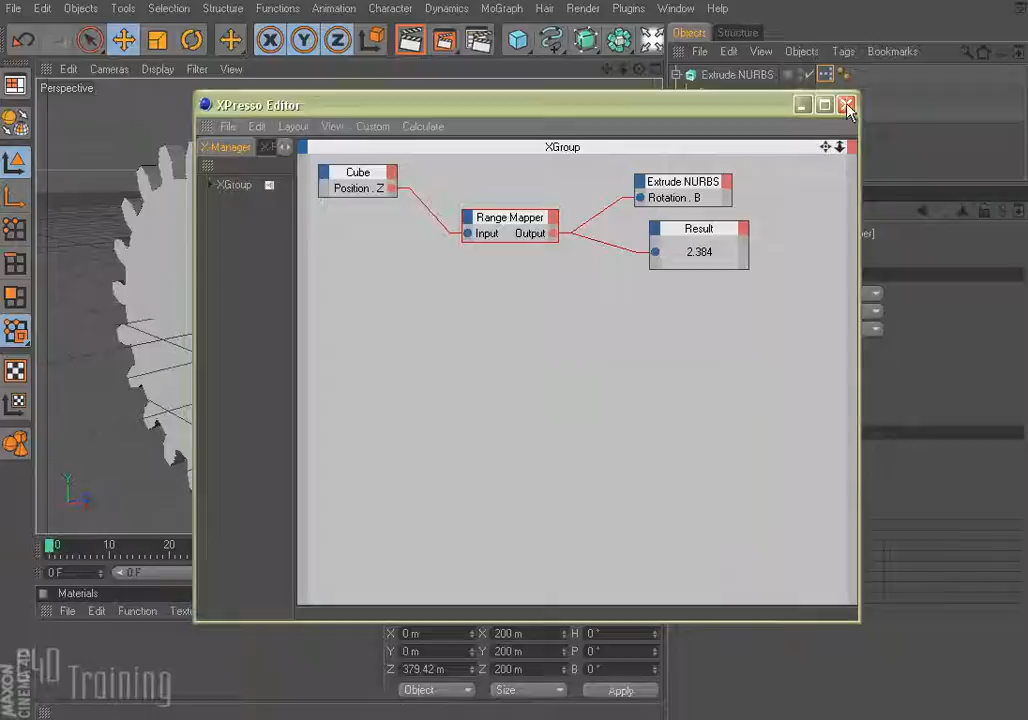 File Edit Objects Tools Selection Structure Functions Animation Character Dynamics MoGraph Hair Render Plugins Window Help
Objects Structure
Edit Cameras Display Filter View
File Edit View Objects Tags Bookmarks
Perspective
Extrude NURBS
XPresso Editor
File Edit Layout View Custom Calculate
X-Manager
XGroup
XGroup
Cube
Position . Z
Range Mapper
Input Output
Extrude NURBS
Rotation . B
Result
2.384
Y
0 10 20
0 F
0 F
Materials
File Edit Function
X 0 m X 200 m H 0 °
Y 0 m Y 200 m P 0 °
Z 379.42 m Z 200 m B 0 °
Object Size Apply
MAXON
CINEMA 4D
C4D Training